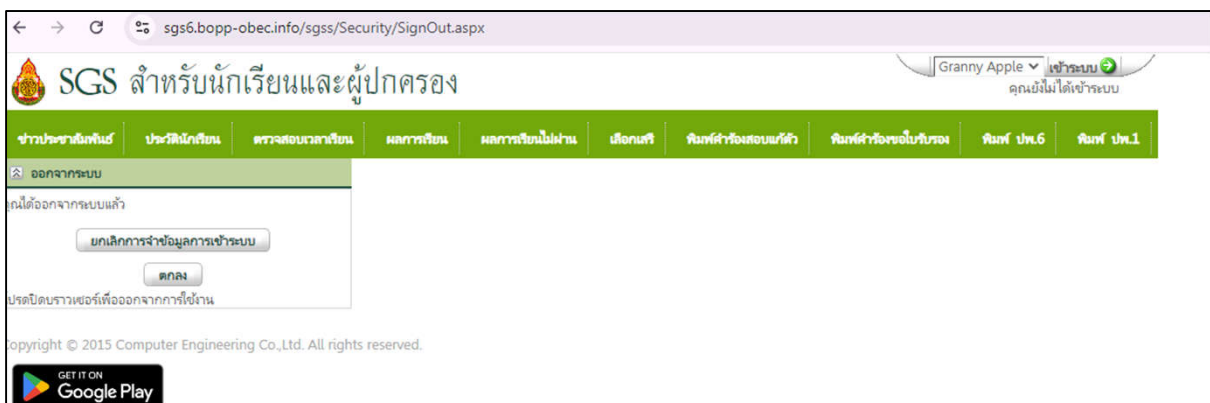 sgs6.bopp-obec.info/sgss/Security/SignOut.aspx
SGS สำหรับนักเรียนและผู้ปกครอง
Granny Apple เข้าระบบ
คุณยังไม่ได้เข้าระบบ
ข่าวประชาสัมพันธ์ ประวัตินักเรียน ตรวจสอบเวลาเรียน ผลการเรียน ผลการเรียนไม่ผ่าน เลือกเสรี พิมพ์คำร้องสอบแก้ตัว พิมพ์คำร้องขอใบรับรอง พิมพ์ ปพ.6 พิมพ์ ปพ.1
ออกจากระบบ
คุณได้ออกจากระบบแล้ว
ยกเลิกการจำข้อมูลการเข้าระบบ
ตกลง
ปรดปิดบราวเซอร์เพื่อออกจากการใช้งาน
opyright © 2015 Computer Engineering Co.,Ltd. All rights reserved.
GET IT ON
Google Play